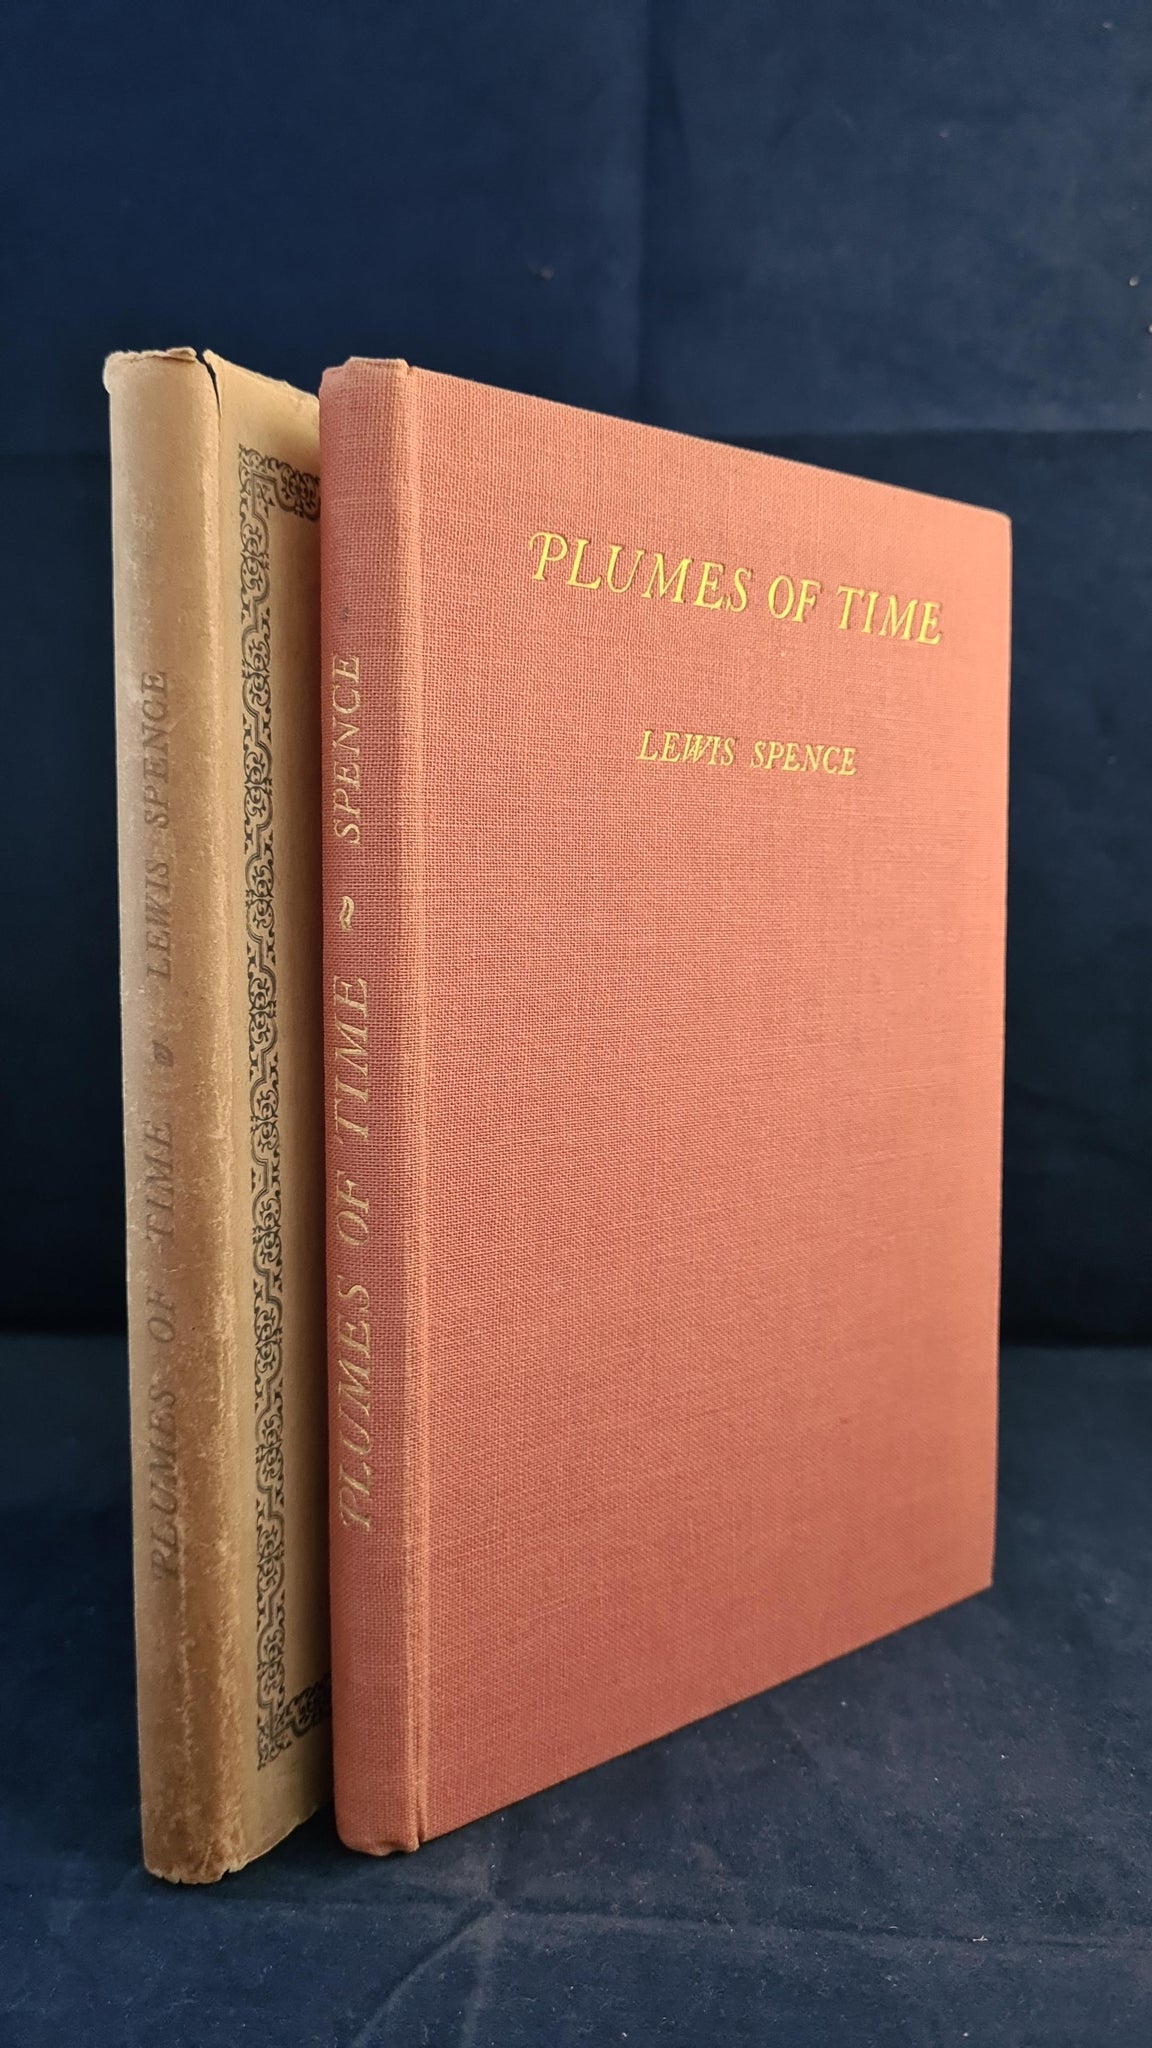 PLUMES OF TIME LEWIS SPENCE
PLUMES OF TIME SPENCE
PLUMES OF TIME
LEWIS SPENCE